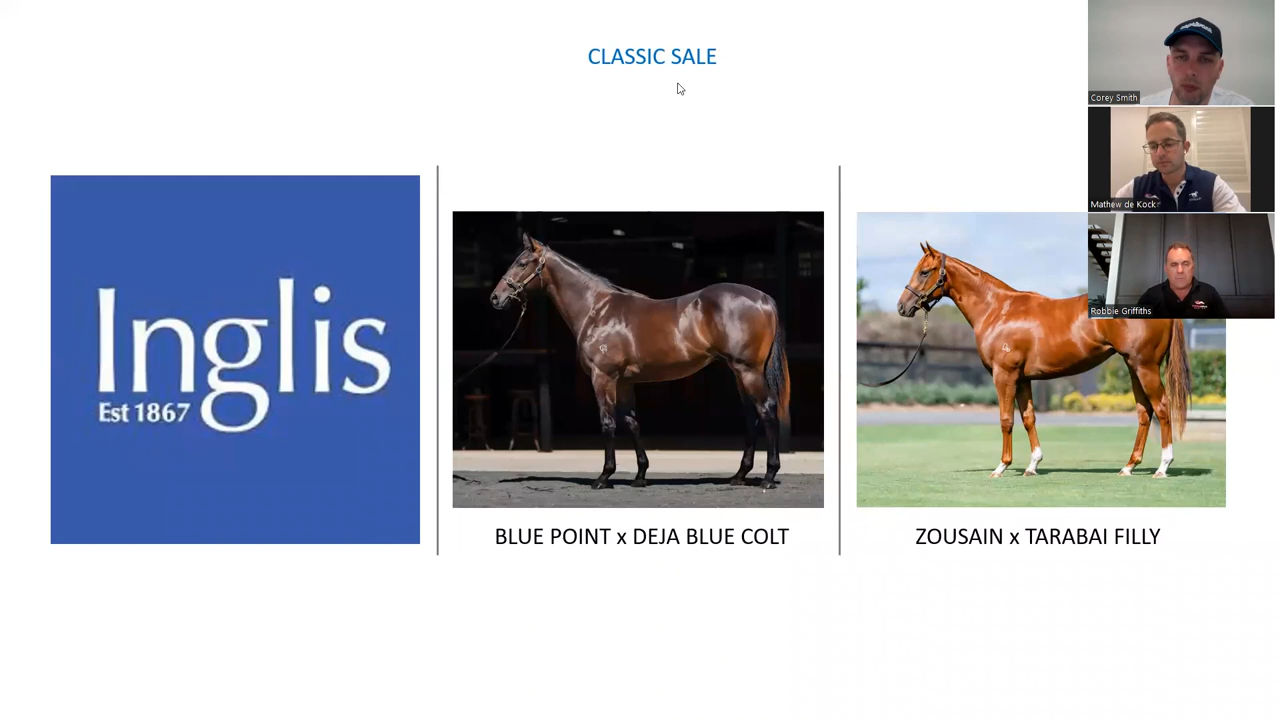 CLASSIC SALE
Corey Smith
Mathew de Kock
Robbie Griffiths
Inglis
Est 1867
BLUE POINT x DEJA BLUE COLT
ZOUSAIN x TARABAI FILLY